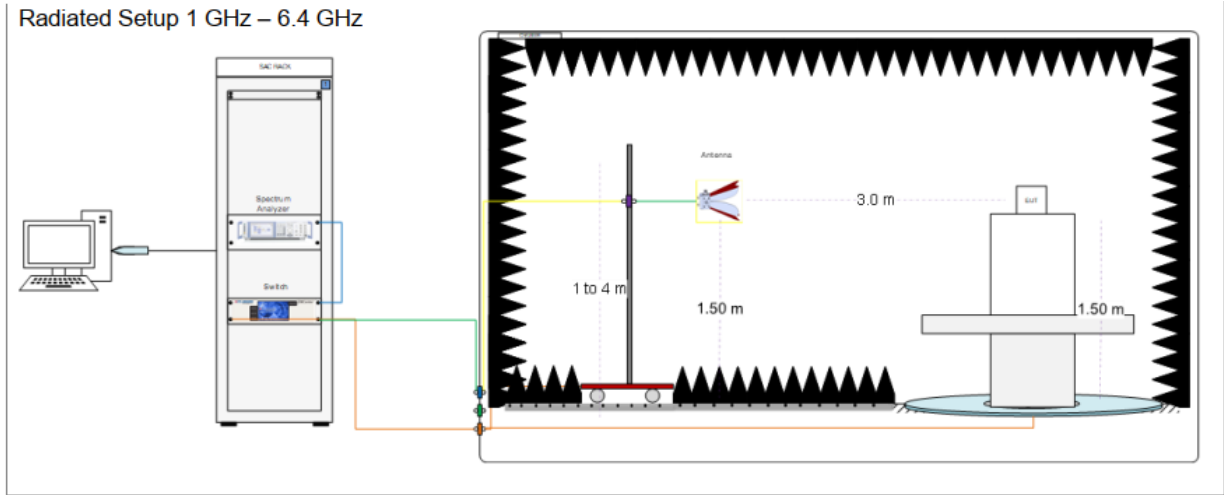 Radiated Setup 1 GHz – 6.4 GHz
SAC RACK
Antenna
EUT
3.0 m
Spectrum
Analyzer
Switch
1 to 4 m
1.50 m
1.50 m